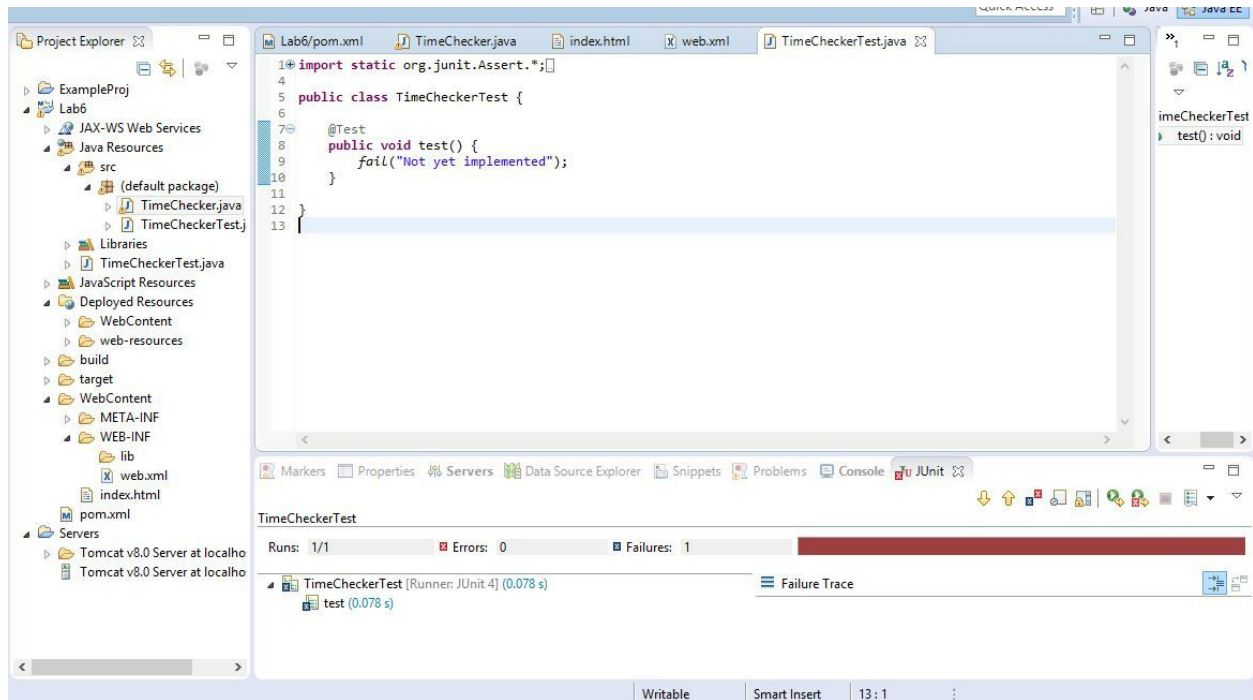 Quick Access
Java
Java EE
Project Explorer
ExampleProj
Lab6
JAX-WS Web Services
Java Resources
src
(default package)
TimeChecker.java
TimeCheckerTest.j
Libraries
TimeCheckerTest.java
JavaScript Resources
Deployed Resources
WebContent
web-resources
build
target
WebContent
META-INF
WEB-INF
lib
web.xml
index.html
pom.xml
Servers
Tomcat v8.0 Server at localho
Tomcat v8.0 Server at localho
Lab6/pom.xml TimeChecker.java index.html web.xml TimeCheckerTest.java
1 import static org.junit.Assert.*;
4
5 public class TimeCheckerTest {
6
7 @Test
8 public void test() {
9 fail("Not yet implemented");
10 }
11
12 }
13
imeCheckerTest
test() : void
Markers Properties Servers Data Source Explorer Snippets Problems Console JUnit
TimeCheckerTest
Runs: 1/1 Errors: 0 Failures: 1
TimeCheckerTest [Runner: JUnit 4] (0.078 s)
test (0.078 s)
Failure Trace
Writable Smart Insert 13 : 1